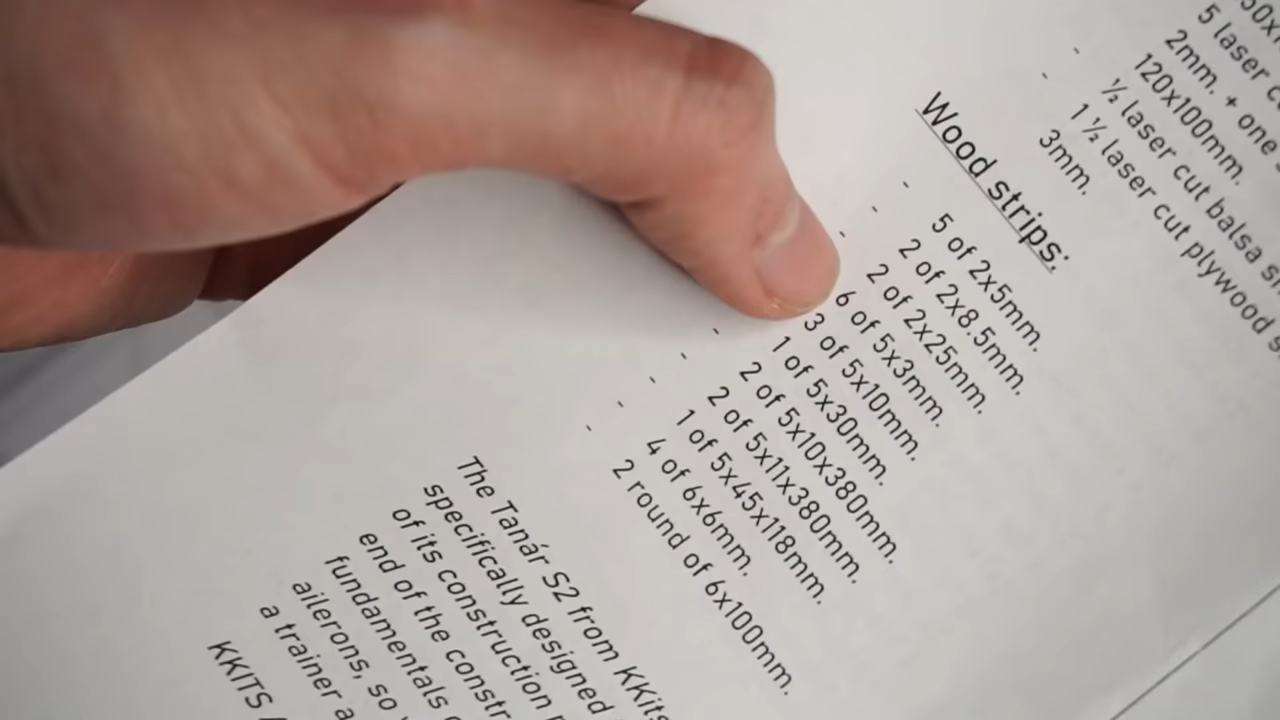 5 laser
2mm. + one
120x100mm.
- ½ laser cut balsa
- 1 ½ laser cut plywood
3mm.
Wood strips:
- 5 of 2x5mm.
- 2 of 2x8.5mm.
- 2 of 2x25mm.
6 of 5x3mm.
3 of 5x10mm.
1 of 5x30mm.
- 2 of 5x10x380mm.
- 2 of 5x11x380mm.
- 1 of 5x45x118mm.
- 4 of 6x6mm.
- 2 round of 6x100mm.
The Tanár S2 from KKits
specifically designed
of its construction
end of the constr
fundamentals
ailerons, so
a trainer a
KKITS